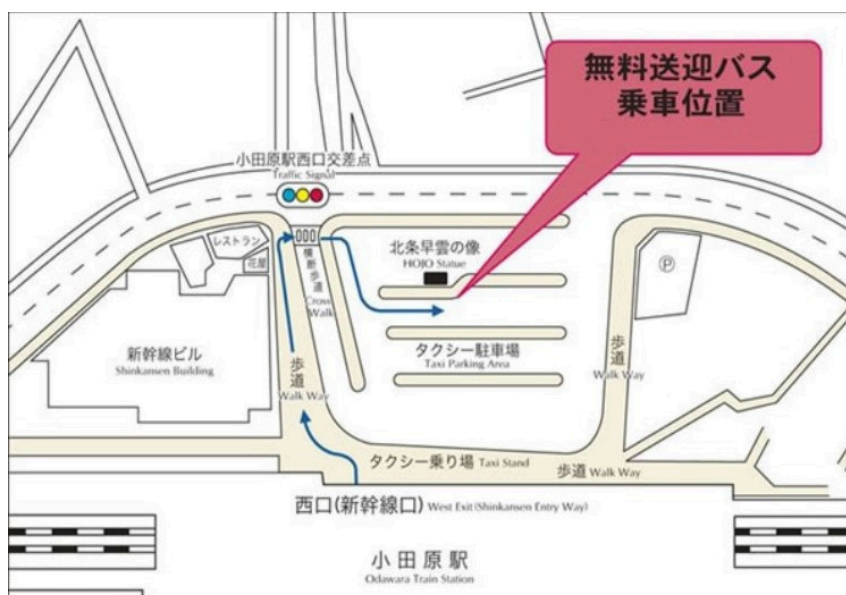 無料送迎バス
乗車位置
小田原駅西口交差点
Traffic Signal
レストラン
花屋
横断歩道
Cross
Walk
北条早雲の像
HOJO Statue
P
新幹線ビル
Shinkansen Building
歩道
Walk Way
タクシー駐車場
Taxi Parking Area
歩道
Walk Way
タクシー乗り場 Taxi Stand
歩道 Walk Way
西口(新幹線口) West Exit (Shinkansen Entry Way)
小田原駅
Odawara Train Station